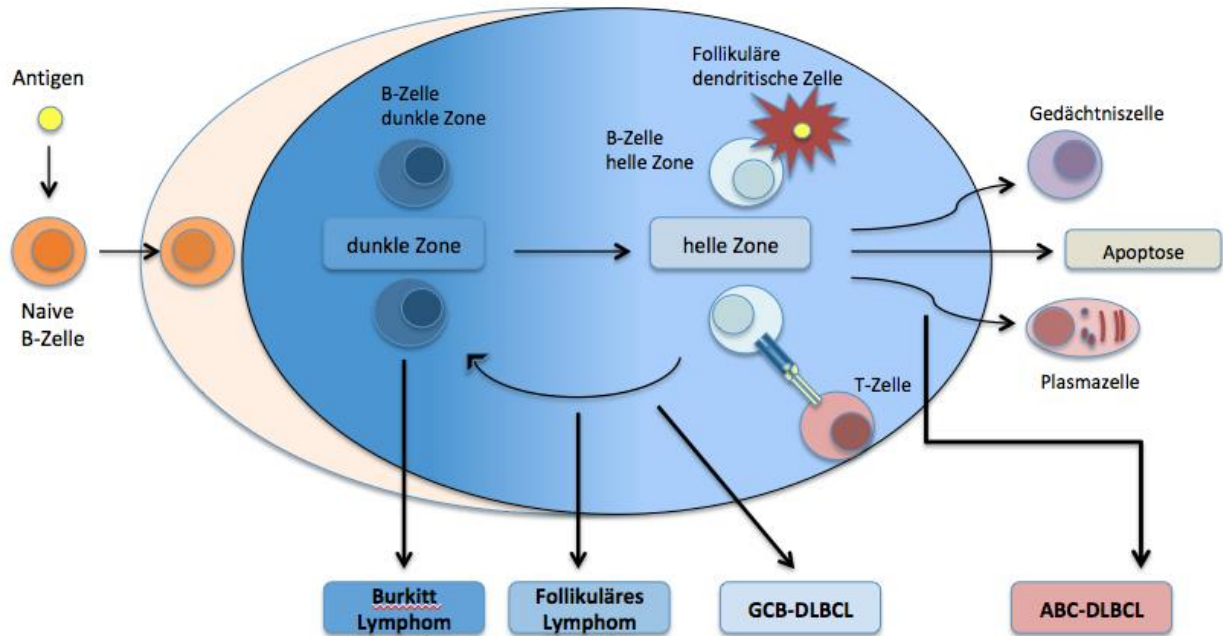 Antigen
Naive
B-Zelle
B-Zelle
dunkle Zone
dunkle Zone
Follikuläre
dendritische Zelle
B-Zelle
helle Zone
helle Zone
T-Zelle
Gedächtniszelle
Apoptose
Plasmazelle
Burkitt
Lymphom
Follikuläres
Lymphom
GCB-DLBCL
ABC-DLBCL